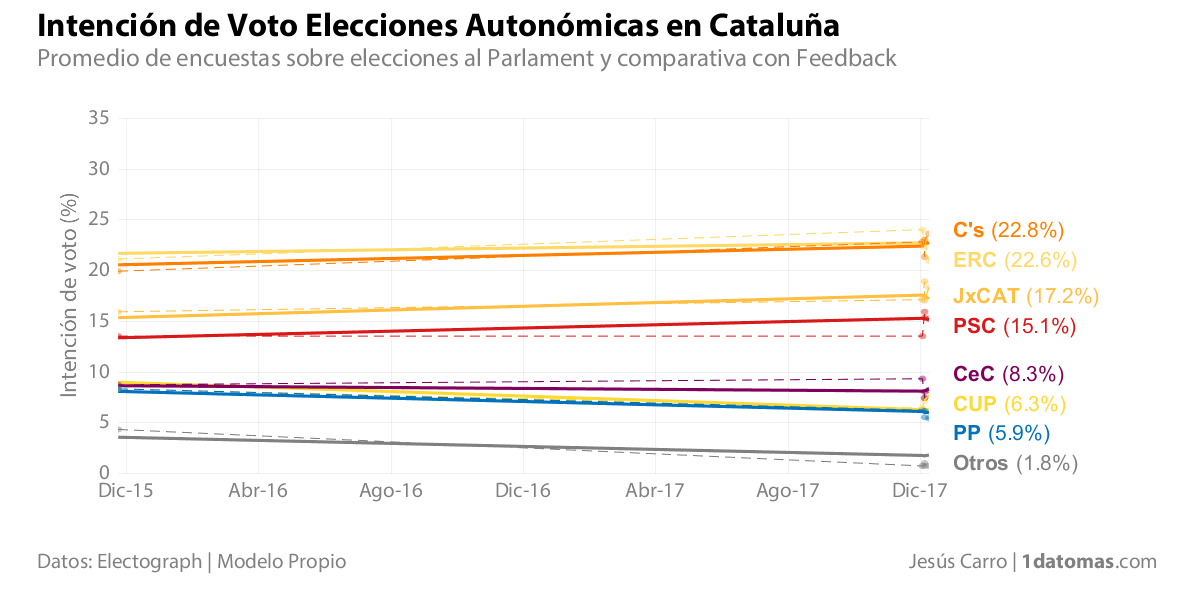 Intención de Voto Elecciones Autonómicas en Cataluña
Promedio de encuestas sobre elecciones al Parlament y comparativa con Feedback
Intención de voto (%)
35
30
25
20
15
10
5
0
Dic-15 Abr-16 Ago-16 Dic-16 Abr-17 Ago-17 Dic-17
C's (22.8%)
ERC (22.6%)
JxCAT (17.2%)
PSC (15.1%)
CeC (8.3%)
CUP (6.3%)
PP (5.9%)
Otros (1.8%)
Datos: Electograph | Modelo Propio
Jesús Carro | 1datomas.com